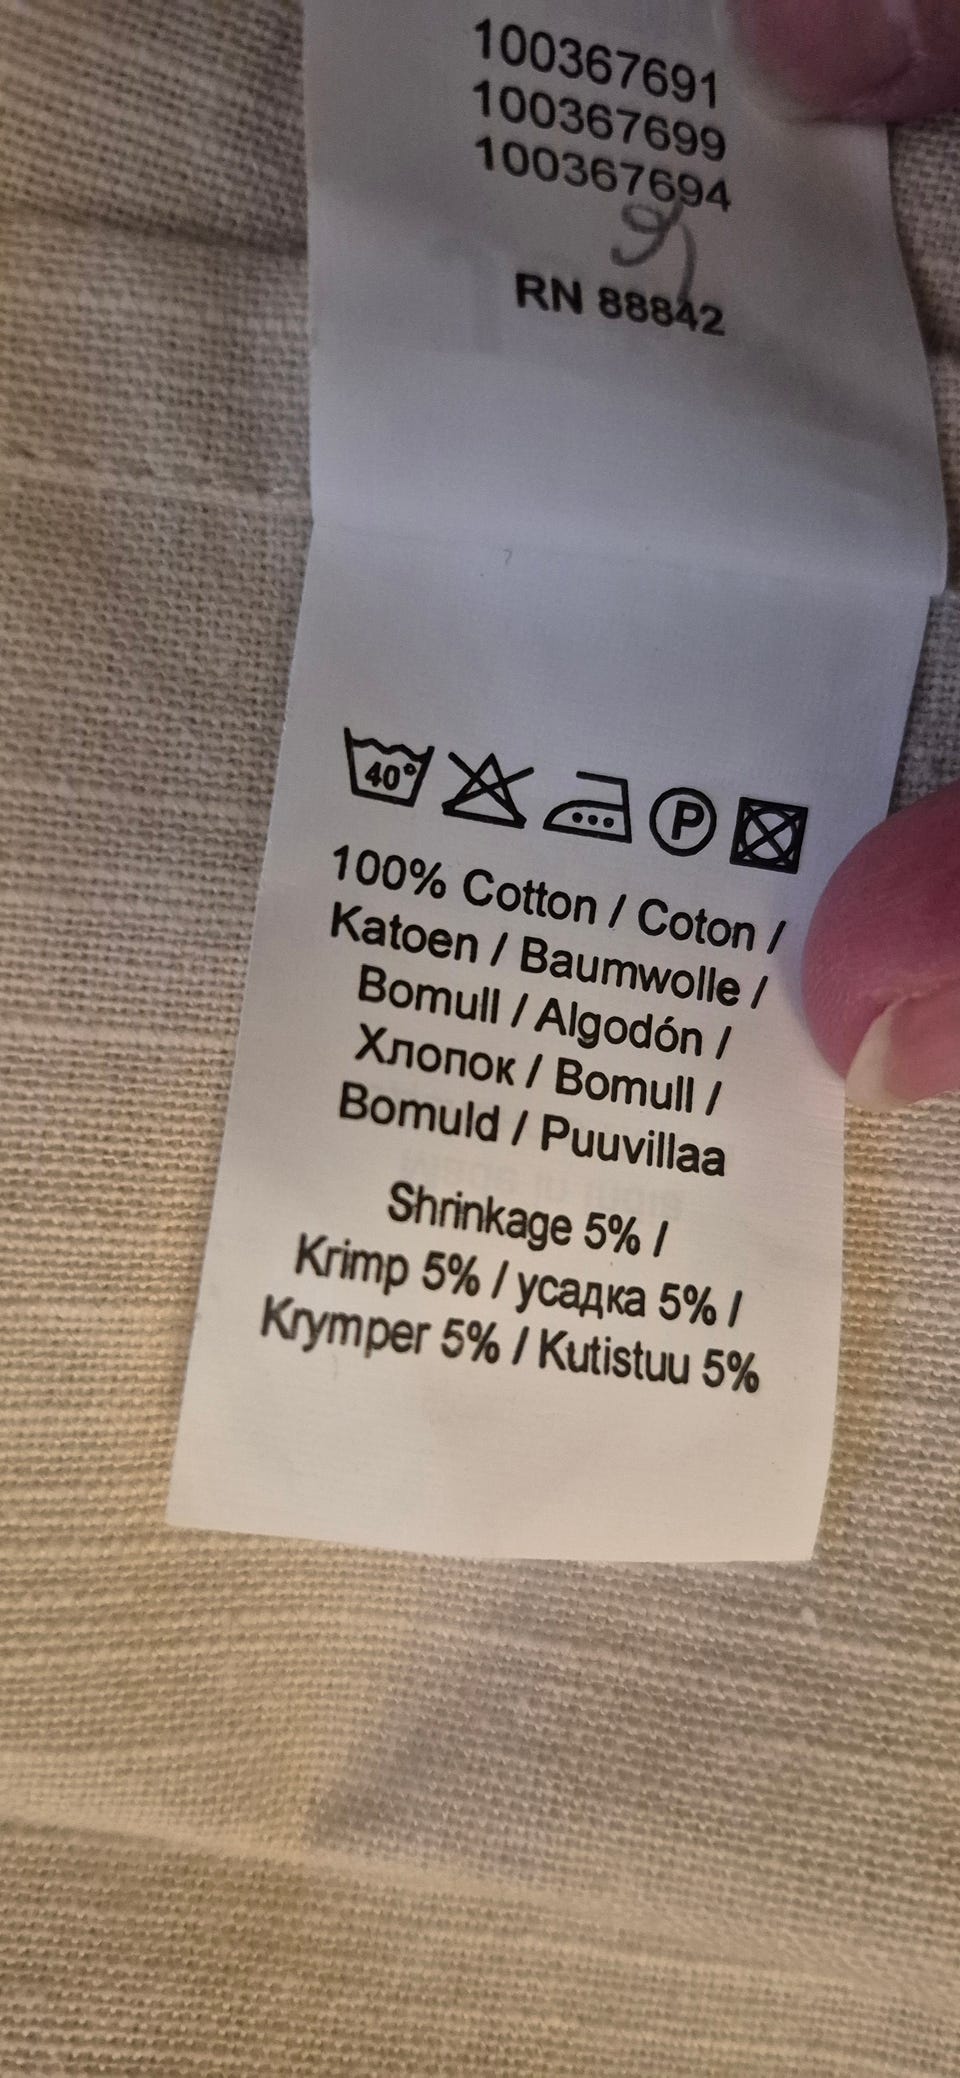 100367691
100367699
100367694
RN 88842
40°
P
100% Cotton / Coton /
Katoen / Baumwolle /
Bomull / Algodón /
Хлопок / Bomull /
Bomuld / Puuvillaa
Shrinkage 5% /
Krimp 5% / усадка 5% /
Krymper 5% / Kutistuu 5%